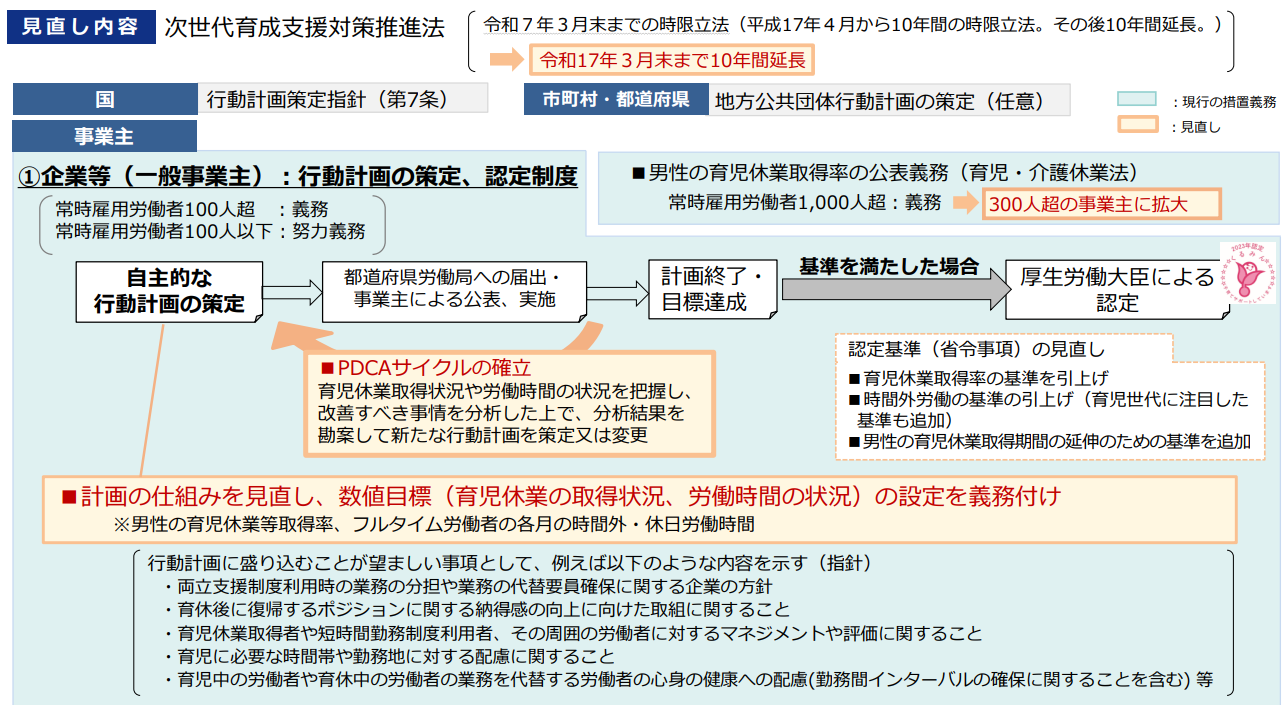 見直し内容
次世代育成支援対策推進法
令和７年３月末までの時限立法（平成17年４月から10年間の時限立法。その後10年間延長。）
令和17年３月末まで10年間延長
国
行動計画策定指針（第7条）
市町村・都道府県
地方公共団体行動計画の策定（任意）
：現行の措置義務
：見直し
事業主
①企業等（一般事業主）：行動計画の策定、認定制度
常時雇用労働者100人超　：義務
常時雇用労働者100人以下：努力義務
■男性の育児休業取得率の公表義務（育児・介護休業法）
常時雇用労働者1,000人超：義務
300人超の事業主に拡大
自主的な
行動計画の策定
都道府県労働局への届出・
事業主による公表、実施
計画終了・
目標達成
基準を満たした場合
厚生労働大臣による
認定
2023年認定
くるみん
子育てサポートしています
■PDCAサイクルの確立
育児休業取得状況や労働時間の状況を把握し、
改善すべき事情を分析した上で、分析結果を
勘案して新たな行動計画を策定又は変更
認定基準（省令事項）の見直し
■育児休業取得率の基準を引上げ
■時間外労働の基準の引上げ（育児世代に注目した
基準も追加）
■男性の育児休業取得期間の延伸のための基準を追加
■計画の仕組みを見直し、数値目標（育児休業の取得状況、労働時間の状況）の設定を義務付け
※男性の育児休業等取得率、フルタイム労働者の各月の時間外・休日労働時間
行動計画に盛り込むことが望ましい事項として、例えば以下のような内容を示す（指針）
・両立支援制度利用時の業務の分担や業務の代替要員確保に関する企業の方針
・育休後に復帰するポジションに関する納得感の向上に向けた取組に関すること
・育児休業取得者や短時間勤務制度利用者、その周囲の労働者に対するマネジメントや評価に関すること
・育児に必要な時間帯や勤務地に対する配慮に関すること
・育児中の労働者や育休中の労働者の業務を代替する労働者の心身の健康への配慮(勤務間インターバルの確保に関することを含む) 等